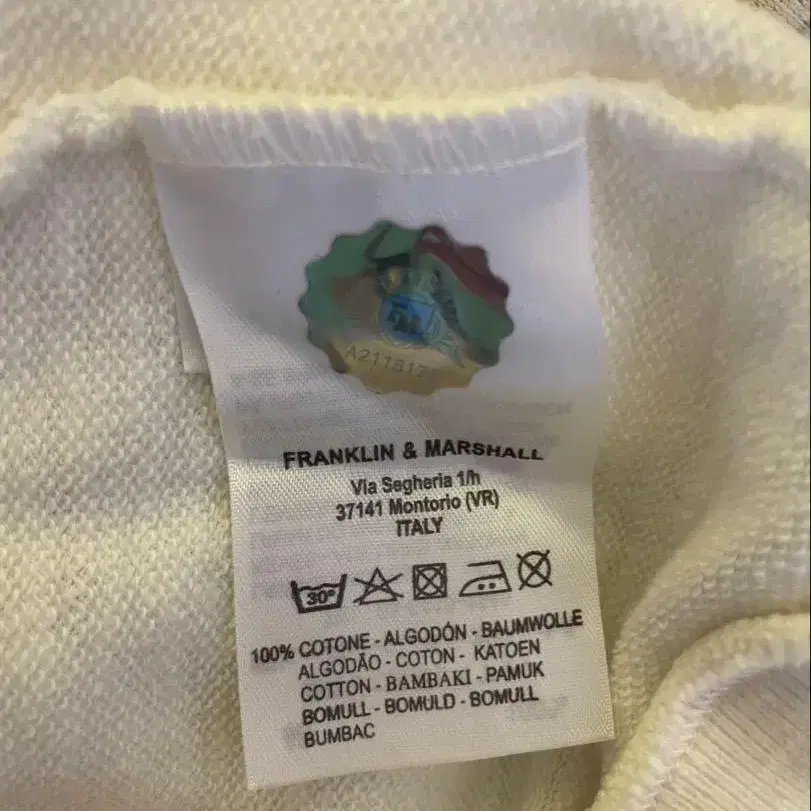 A211817
FRANKLIN & MARSHALL
Via Segheria 1/h
37141 Montorio (VR)
ITALY
30°
100% COTONE - ALGODÓN - BAUMWOLLE
ALGODÃO - COTON - KATOEN
COTTON - BAMBAKI - PAMUK
BOMULL - BOMULD - BOMULL
BUMBAC